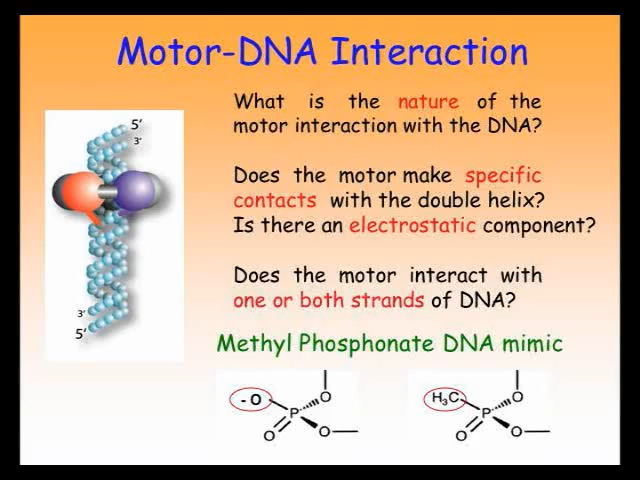 Motor-DNA Interaction
What is the nature of the
motor interaction with the DNA?
Does the motor make specific
contacts with the double helix?
Is there an electrostatic component?
Does the motor interact with
one or both strands of DNA?
Methyl Phosphonate DNA mimic
5'
3'
3'
5'
- O
P
O
O
O
H₃C
P
O
O
O